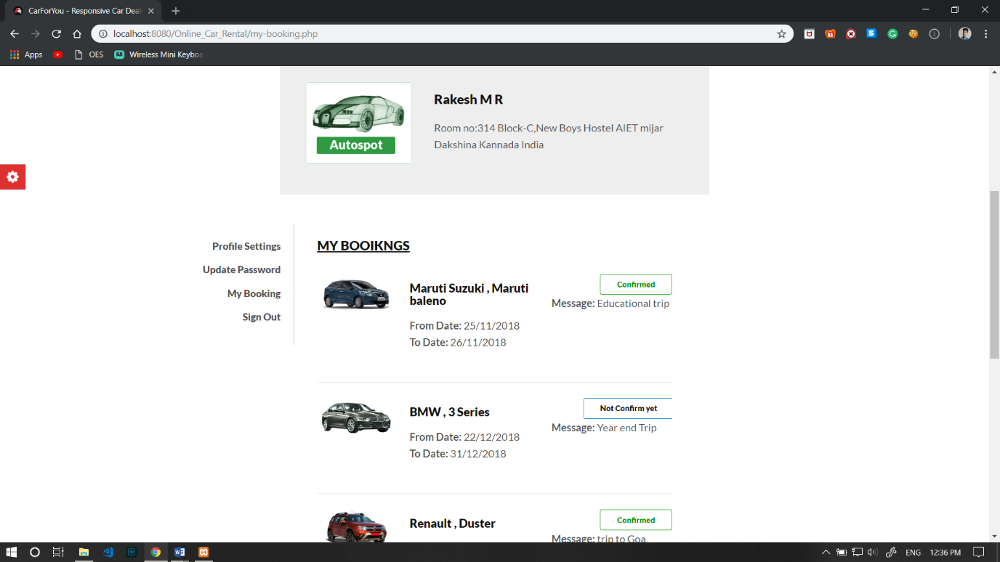 CarForYou - Responsive Car Deal
localhost:8080/Online_Car_Rental/my-booking.php
Apps
OES
Wireless Mini Keyboa
Autospot
Rakesh M R
Room no:314 Block-C,New Boys Hostel AIET mijar
Dakshina Kannada India
Profile Settings
Update Password
My Booking
Sign Out
MY BOOIKNGS
Maruti Suzuki , Maruti
baleno
From Date: 25/11/2018
To Date: 26/11/2018
Confirmed
Message: Educational trip
BMW , 3 Series
From Date: 22/12/2018
To Date: 31/12/2018
Not Confirm yet
Message: Year end Trip
Renault , Duster
Confirmed
Message: trip to Goa
ENG
12:36 PM